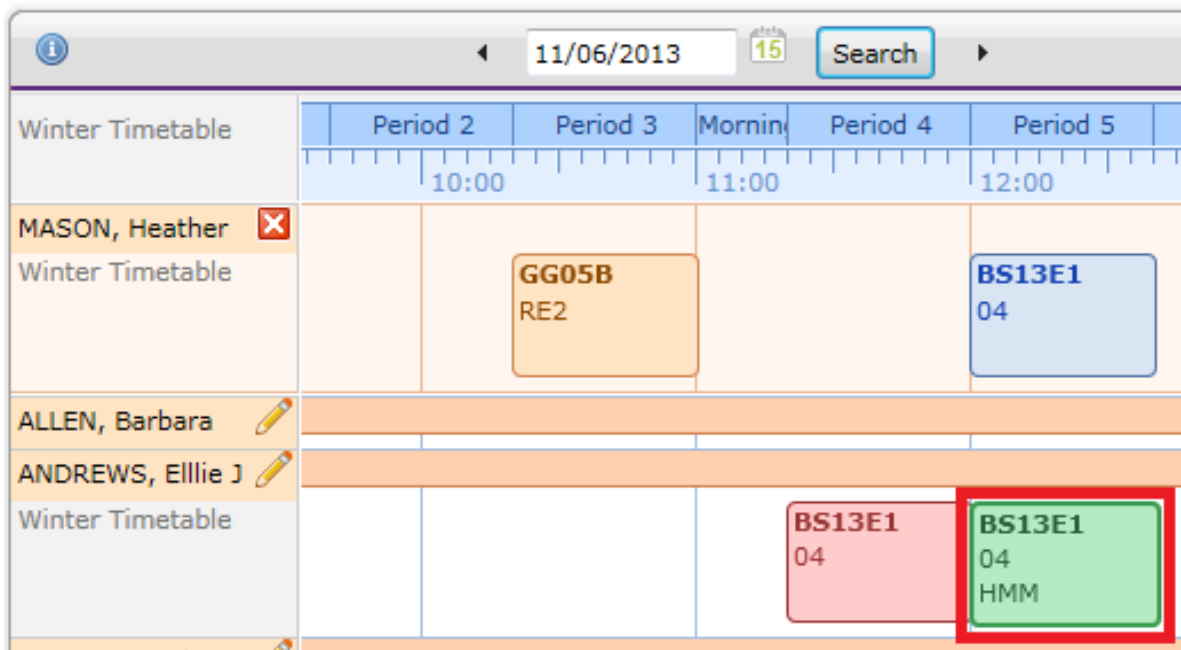 11/06/2013 15 Search
Winter Timetable
Period 2 Period 3 Mornin Period 4 Period 5
10:00 11:00 12:00
MASON, Heather
Winter Timetable
GG05B
RE2
BS13E1
04
ALLEN, Barbara
ANDREWS, Elllie J
Winter Timetable
BS13E1
04
BS13E1
04
HMM